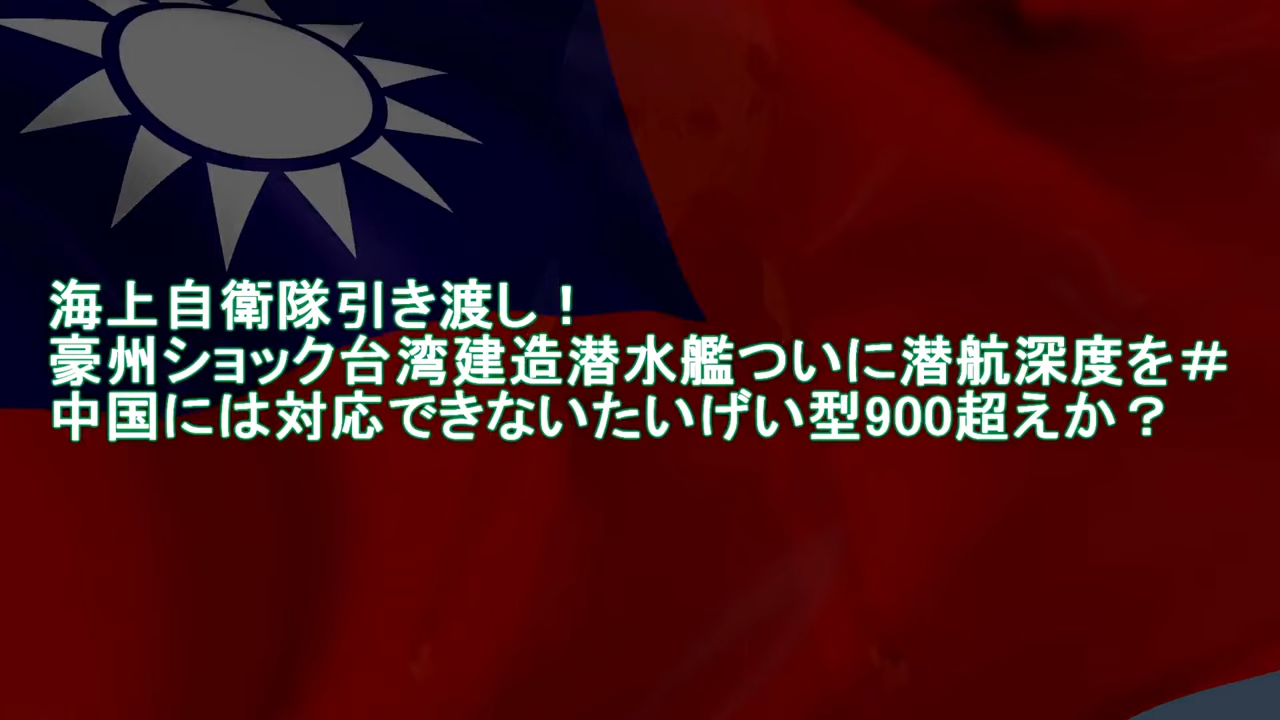 海上自衛隊引き渡し！
豪州ショック台湾建造潜水艦ついに潜航深度を＃
中国には対応できないたいげい型900超えか？